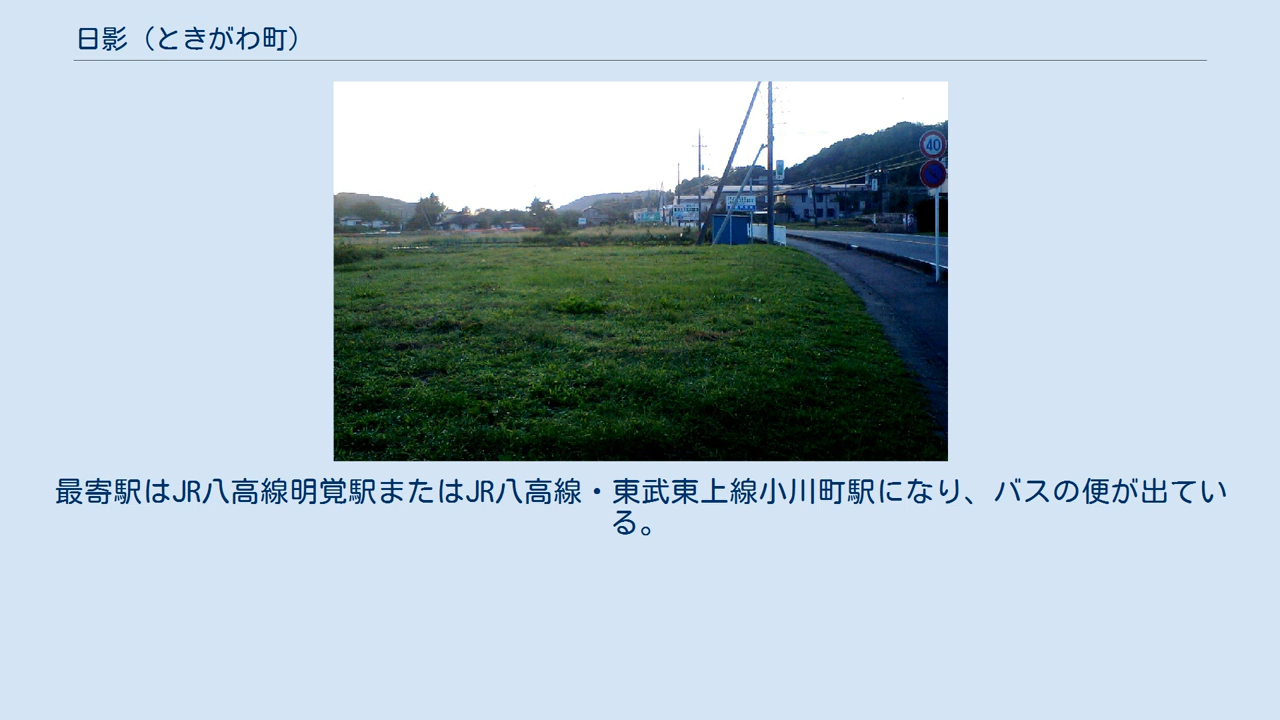 日影（ときがわ町）
40
最寄駅はJR八高線明覚駅またはJR八高線・東武東上線小川町駅になり、バスの便が出てい
る。